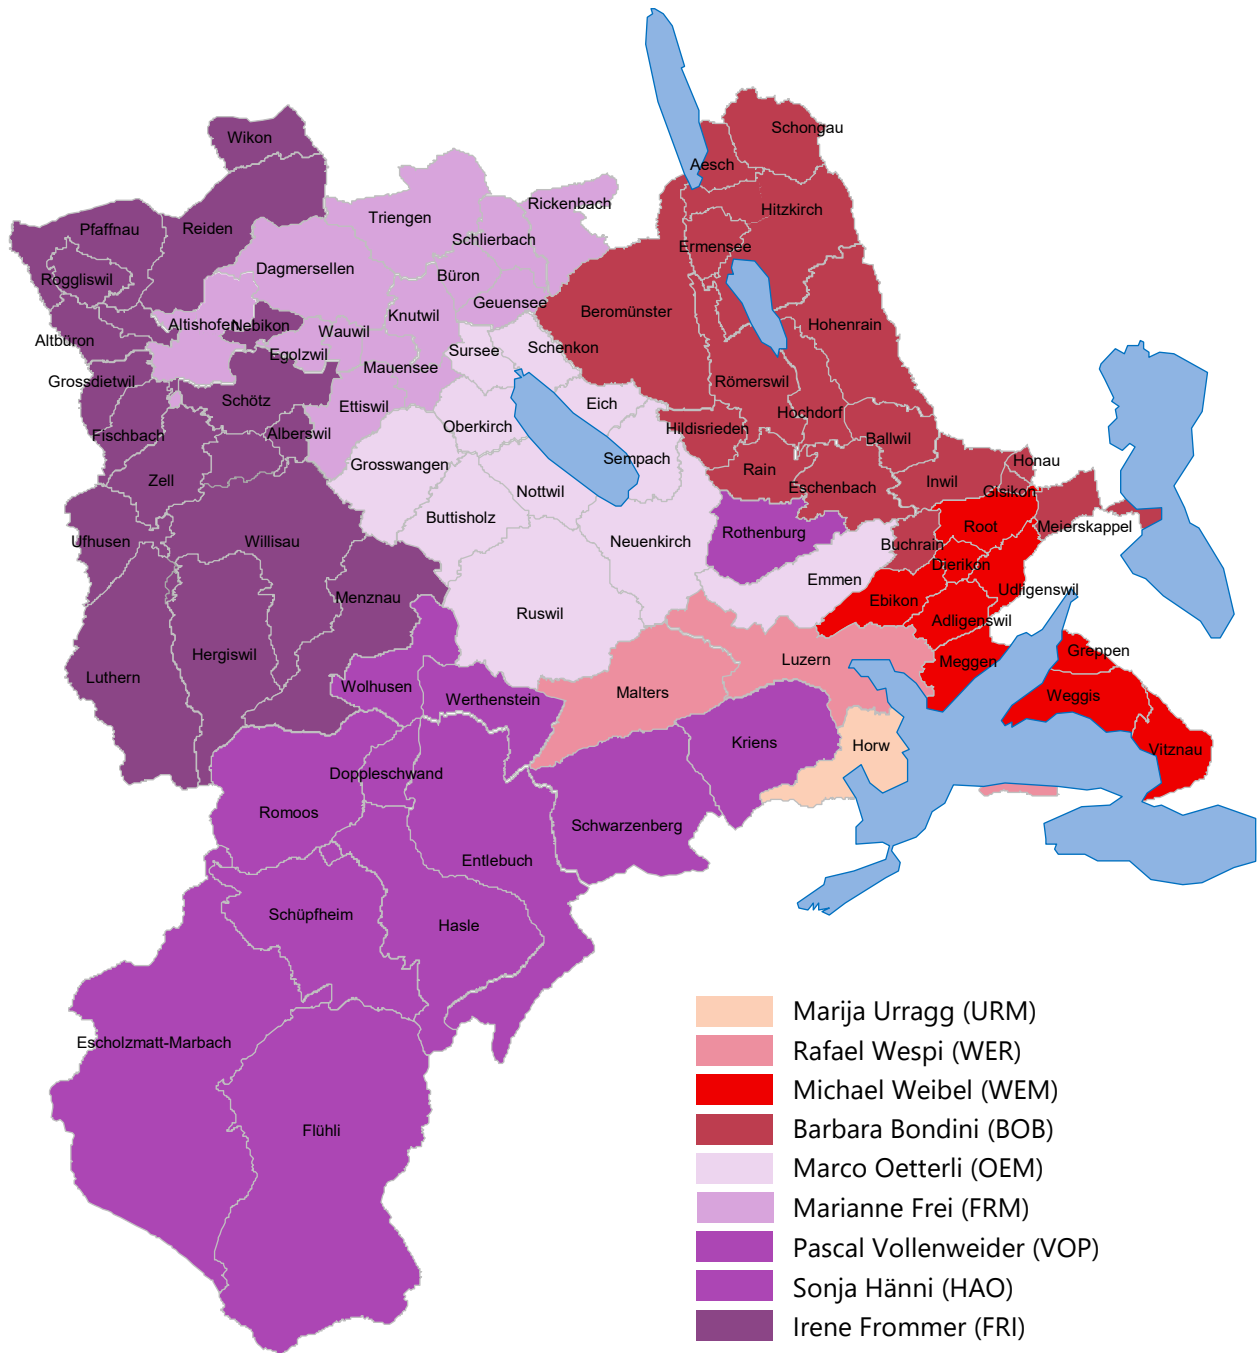 Schongau
Wikon
Aesch
Rickenbach
Hitzkirch
Triengen
Pfaffnau
Reiden
Schlierbach
Ermensee
Dagmersellen
Büron
Roggliswil
Geuensee
Beromünster
Knutwil
Altishofen
Nebikon
Hohenrain
Wauwil
Altbüron
Sursee
Schenkon
Egolzwil
Mauensee
Grossdietwil
Römerswil
Schötz
Ettiswil
Eich
Hochdorf
Oberkirch
Hildisrieden
Fischbach
Alberswil
Ballwil
Grosswangen
Sempach
Honau
Rain
Zell
Inwil
Eschenbach
Nottwil
Gisikon
Buttisholz
Root
Meierskappel
Rothenburg
Ufhusen
Willisau
Neuenkirch
Buchrain
Dierikon
Emmen
Udligenswil
Menznau
Ebikon
Ruswil
Adligenswil
Greppen
Hergiswil
Luzern
Meggen
Luthern
Wolhusen
Malters
Weggis
Werthenstein
Kriens
Horw
Vitznau
Doppleschwand
Romoos
Schwarzenberg
Entlebuch
Schüpfheim
Hasle
Escholzmatt-Marbach
Flühli
Marija Urragg (URM)
Rafael Wespi (WER)
Michael Weibel (WEM)
Barbara Bondini (BOB)
Marco Oetterli (OEM)
Marianne Frei (FRM)
Pascal Vollenweider (VOP)
Sonja Hänni (HAO)
Irene Frommer (FRI)